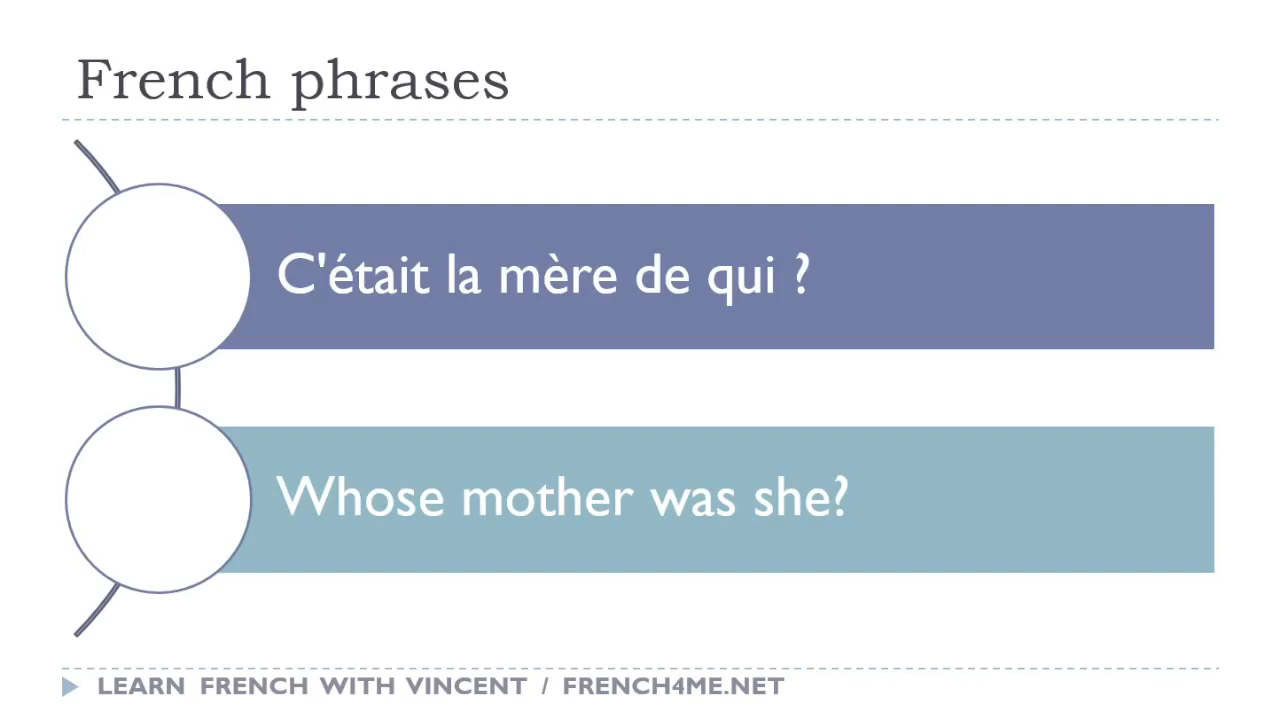 French phrases
C'était la mère de qui ?
Whose mother was she?
LEARN FRENCH WITH VINCENT / FRENCH4ME.NET